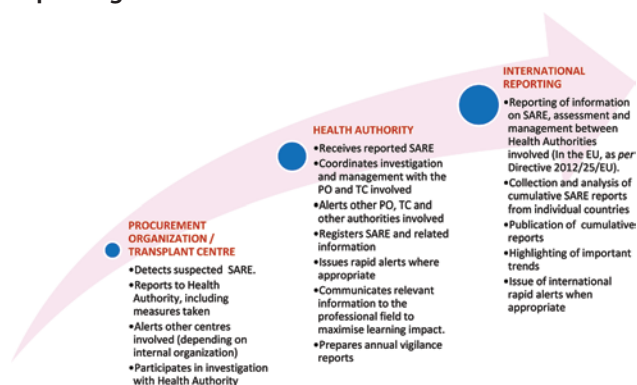 PROCUREMENT
ORGANIZATION /
TRANSPLANT CENTRE
•Detects suspected SARE.
•Reports to Health
Authority, including
measures taken
•Alerts other centres
involved (depending on
internal organization)
•Participates in investigation
with Health Authority
HEALTH AUTHORITY
•Receives reported SARE
•Coordinates investigation
and management with the
PO and TC involved
•Alerts other PO, TC and
other authorities involved
•Registers SARE and related
information
•Issues rapid alerts where
appropriate
•Communicates relevant
information to the
professional field to
maximise learning impact.
•Prepares annual vigilance
reports
INTERNATIONAL
REPORTING
•Reporting of information
on SARE, assessment and
management between
Health Authorities
involved (In the EU, as per
Directive 2012/25/EU).
•Collection and analysis of
cumulative SARE reports
from individual countries
•Publication of cumulatives
reports
•Highlighting of important
trends
•Issue of international
rapid alerts when
appropriate